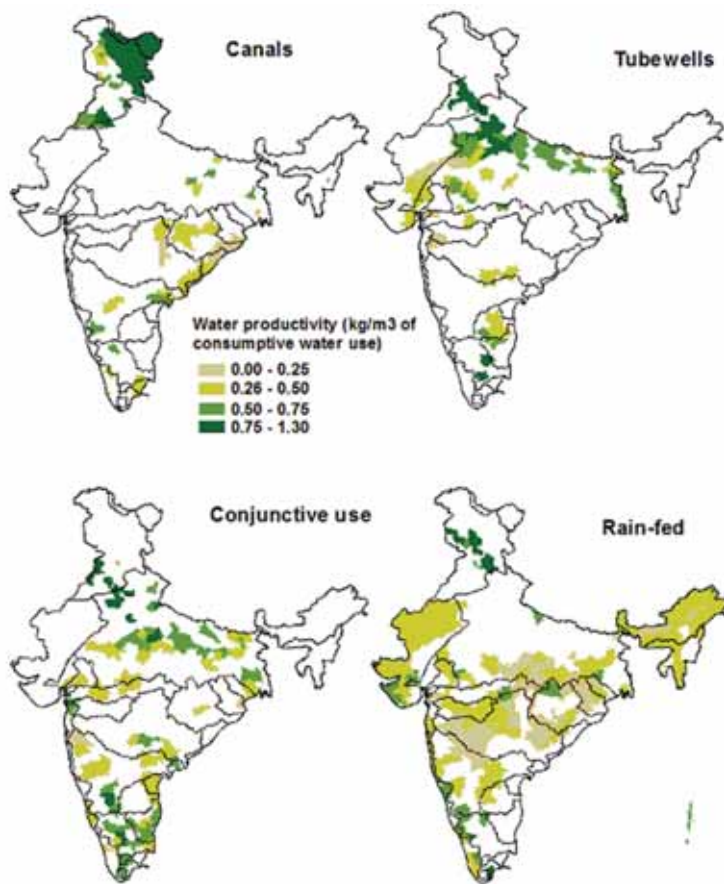 Canals
Tubewells
Water productivity (kg/m3 of
consumptive water use)
0.00 - 0.25
0.26 - 0.50
0.50 - 0.75
0.75 - 1.30
Conjunctive use
Rain-fed